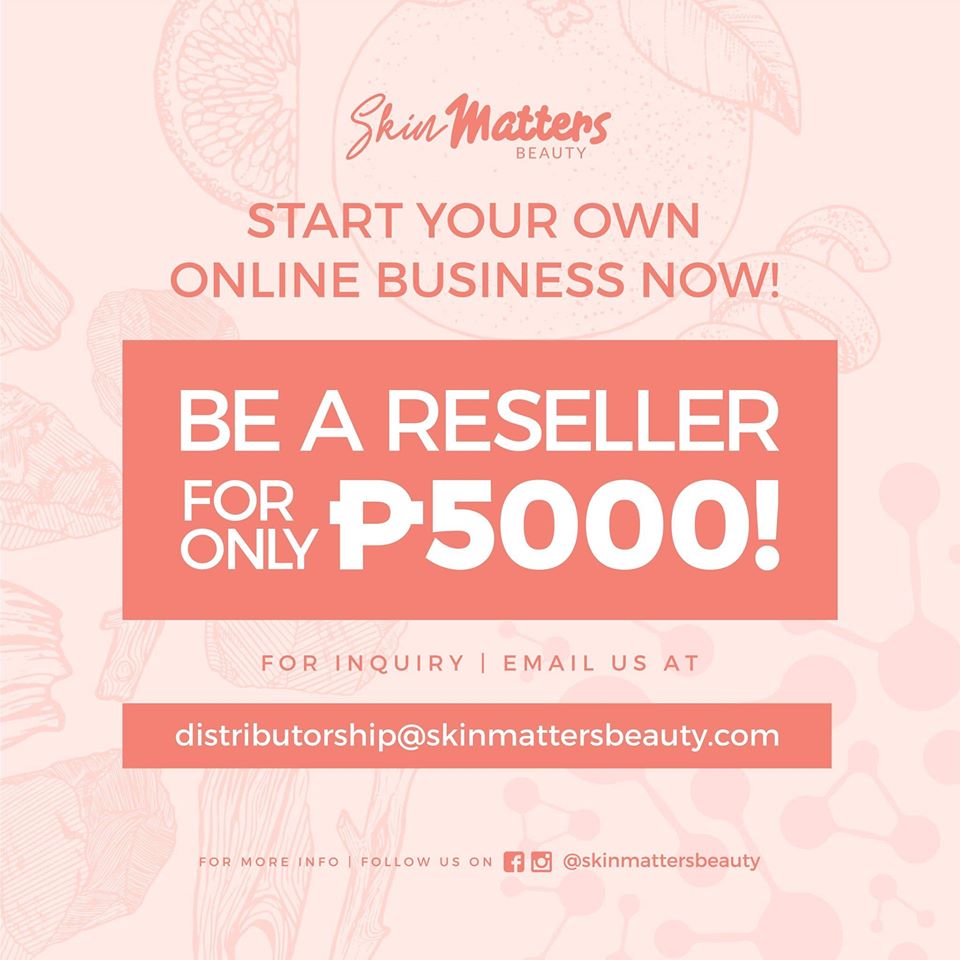 Skin Matters
BEAUTY
START YOUR OWN
ONLINE BUSINESS NOW!
BE A RESELLER
FOR
ONLY ₱5000!
FOR INQUIRY | EMAIL US AT
distributorship@skinmattersbeauty.com
FOR MORE INFO | FOLLOW US ON @skinmattersbeauty